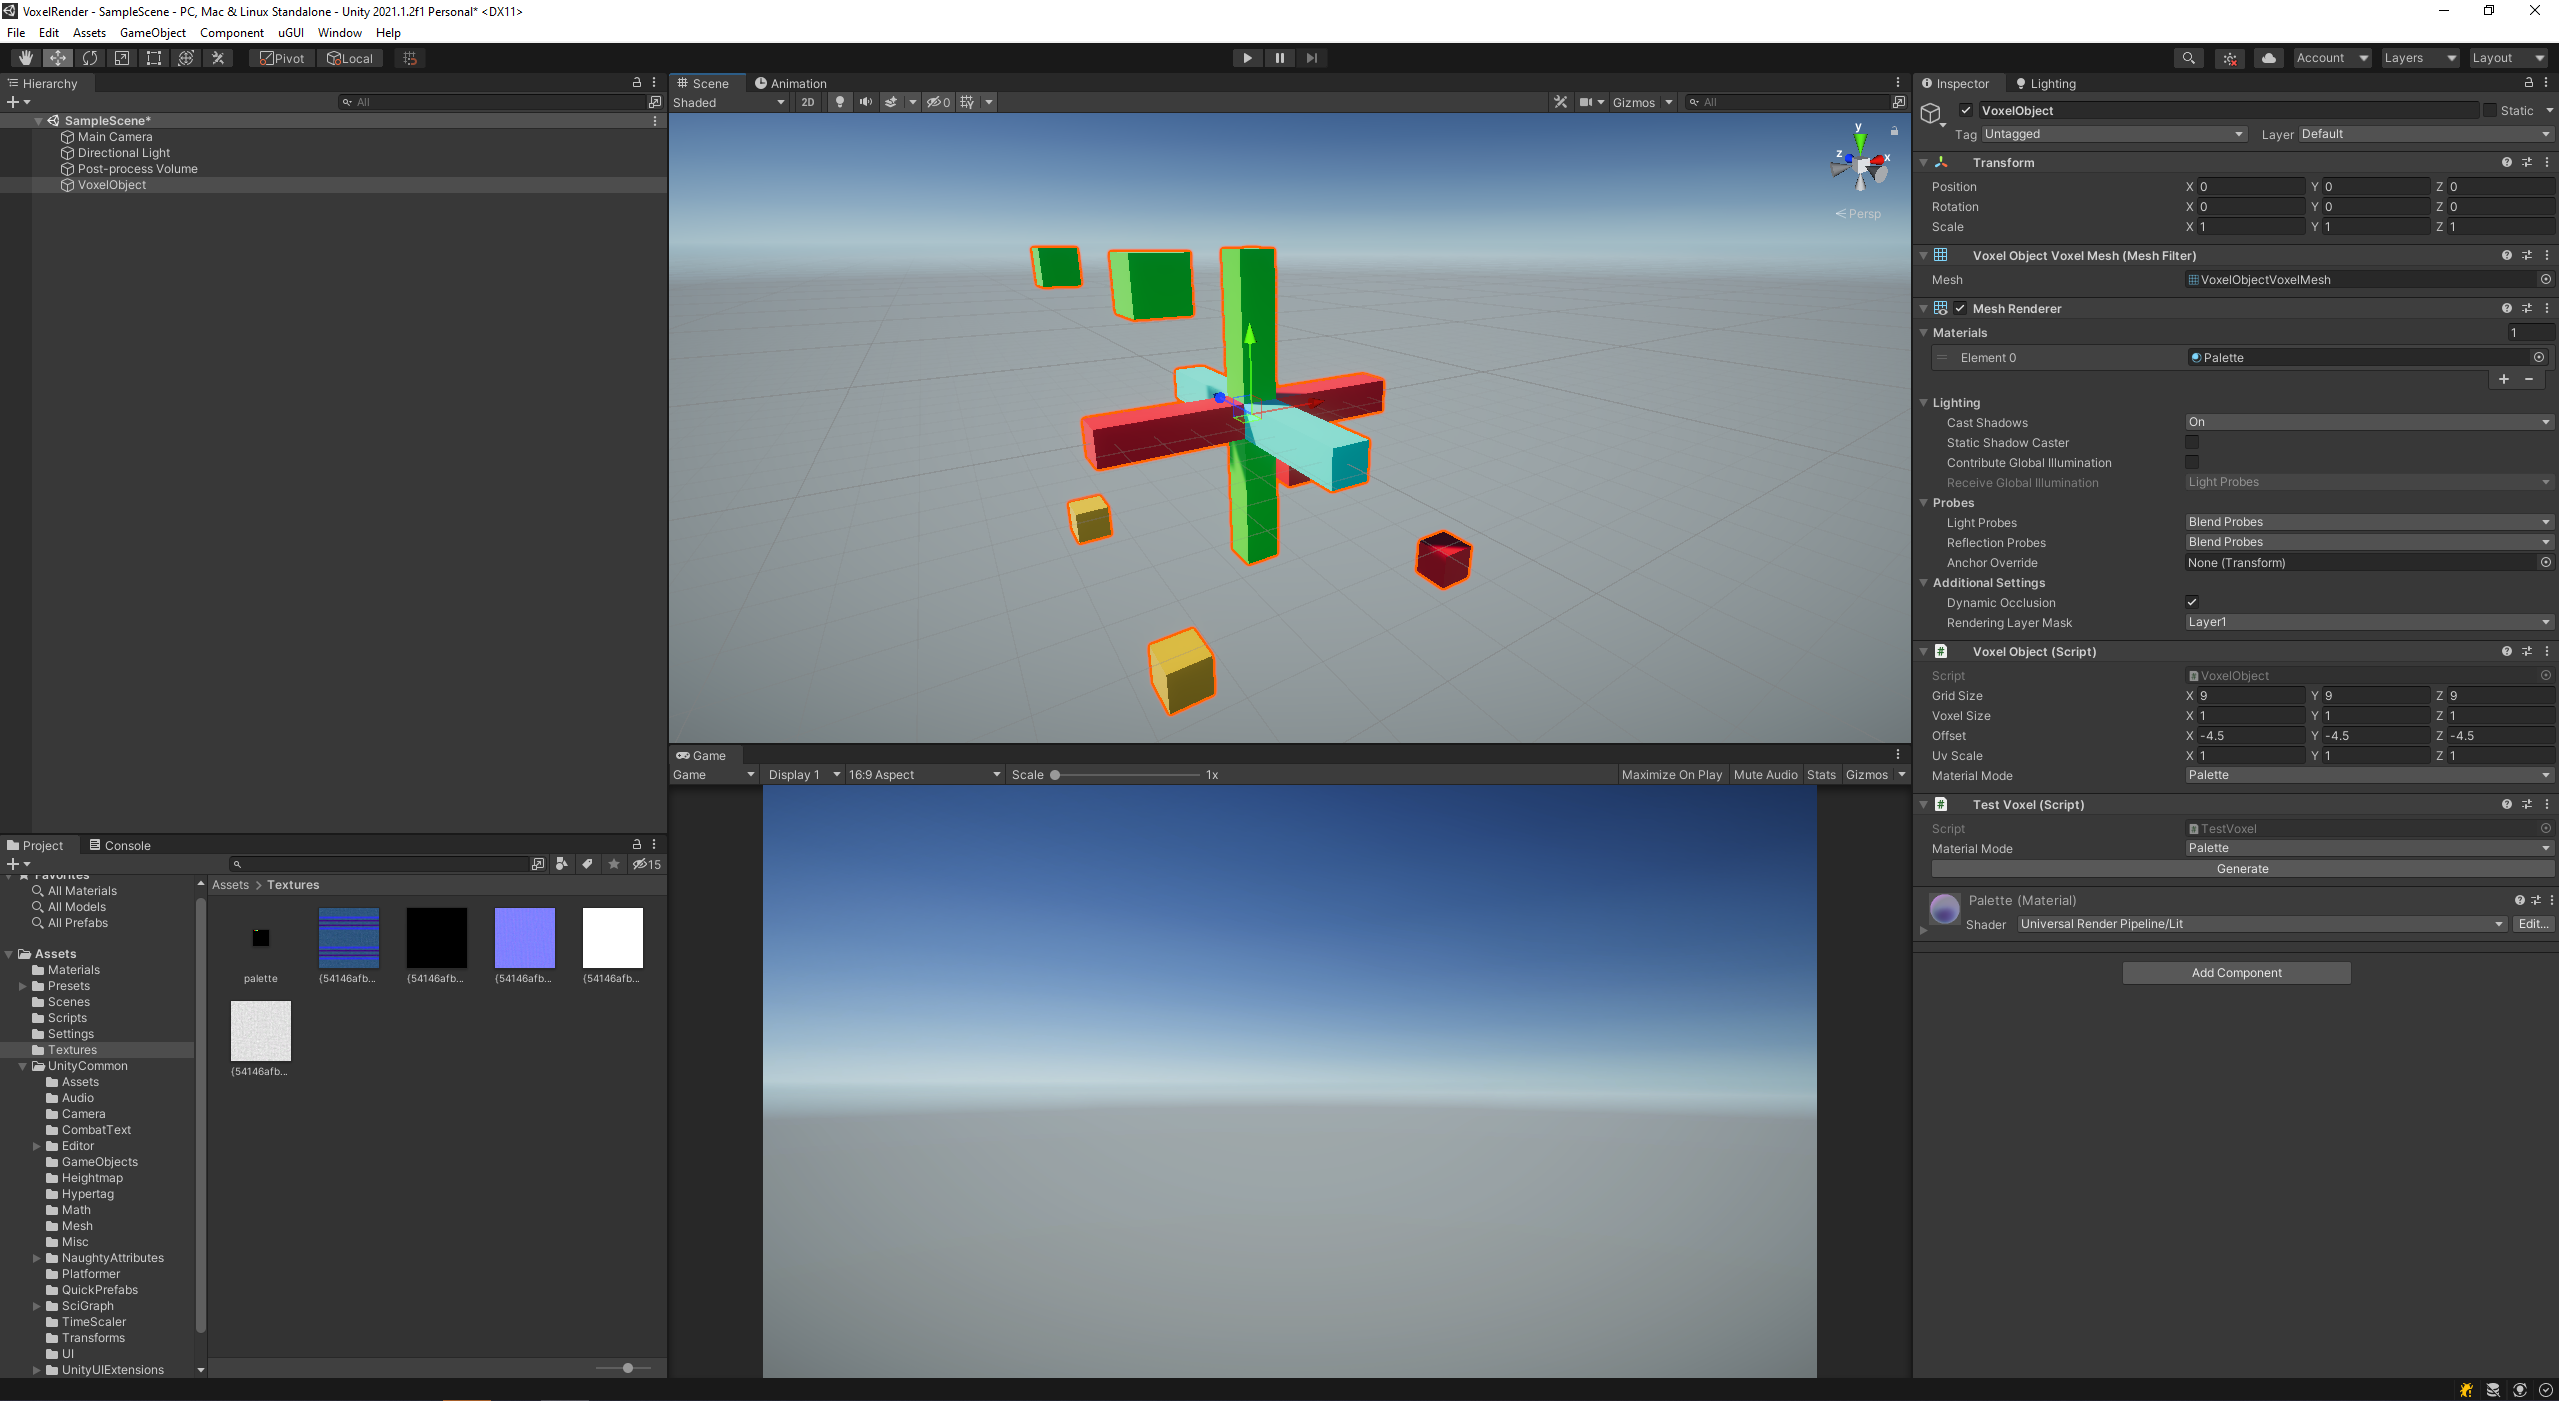 VoxelRender - SampleScene - PC, Mac & Linux Standalone - Unity 2021.1.2f1 Personal* <DX11>
File Edit Assets GameObject Component uGUI Window Help
Pivot Local Account Layers Layout
Hierarchy
All
SampleScene*
Main Camera
Directional Light
Post-process Volume
VoxelObject
Scene Animation
Shaded 2D 0 Gizmos All
y
z x
Persp
Game
Game Display 1 16:9 Aspect Scale 1x Maximize On Play Mute Audio Stats Gizmos
Project Console
15
Favorites
All Materials
All Models
All Prefabs
Assets
Materials
Presets
Scenes
Scripts
Settings
Textures
UnityCommon
Assets
Audio
Camera
CombatText
Editor
GameObjects
Heightmap
Hypertag
Math
Mesh
Misc
NaughtyAttributes
Platformer
QuickPrefabs
SciGraph
TimeScaler
Transforms
UI
UnityUIExtensions
Assets > Textures
palette {54146afb... {54146afb... {54146afb... {54146afb...
{54146afb...
Inspector Lighting
VoxelObject Static
Tag Untagged Layer Default
Transform
Position X 0 Y 0 Z 0
Rotation X 0 Y 0 Z 0
Scale X 1 Y 1 Z 1
Voxel Object Voxel Mesh (Mesh Filter)
Mesh VoxelObjectVoxelMesh
Mesh Renderer
Materials 1
Element 0 Palette
Lighting
Cast Shadows On
Static Shadow Caster
Contribute Global Illumination
Receive Global Illumination Light Probes
Probes
Light Probes Blend Probes
Reflection Probes Blend Probes
Anchor Override None (Transform)
Additional Settings
Dynamic Occlusion
Rendering Layer Mask Layer1
Voxel Object (Script)
Script VoxelObject
Grid Size X 9 Y 9 Z 9
Voxel Size X 1 Y 1 Z 1
Offset X -4.5 Y -4.5 Z -4.5
Uv Scale X 1 Y 1 Z 1
Material Mode Palette
Test Voxel (Script)
Script TestVoxel
Material Mode Palette
Generate
Palette (Material)
Shader Universal Render Pipeline/Lit Edit...
Add Component